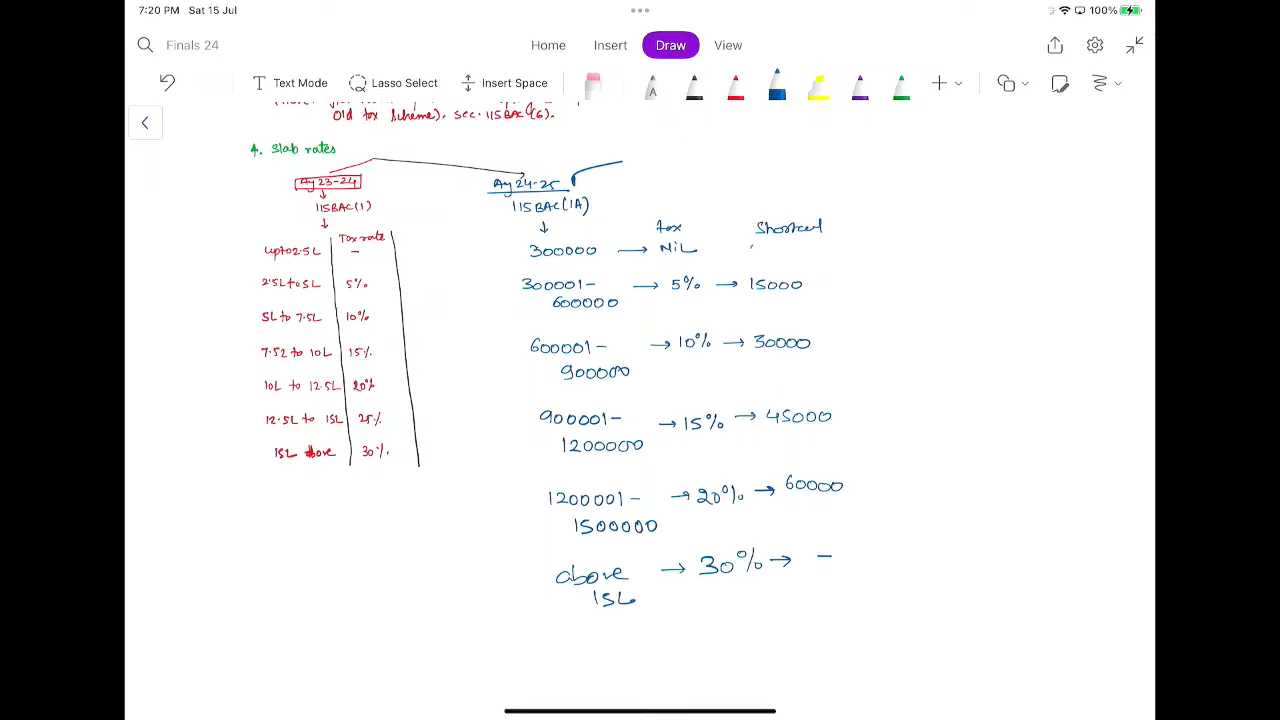 7:20 PM Sat 15 Jul
100%
Finals 24
Home Insert Draw View
Text Mode Lasso Select Insert Space
Old tax scheme). sec. 115BAC(6).
4. Slab rates
Ay 23-24
115BAC(1)
Tax rate
upto 2.5L -
2.5L to 5L 5%
5L to 7.5L 10%
7.5L to 10L 15%
10L to 12.5L 20%
12.5L to 15L 25%
15L above 30%.
Ay 24-25
115BAC(1A)
tax Shortcut
300000 → NiL
300001- → 5% → 15000
600000
600001- → 10% → 30000
900000
900001- → 15% → 45000
1200000
1200001- → 20% → 60000
1500000
above → 30% → -
15L